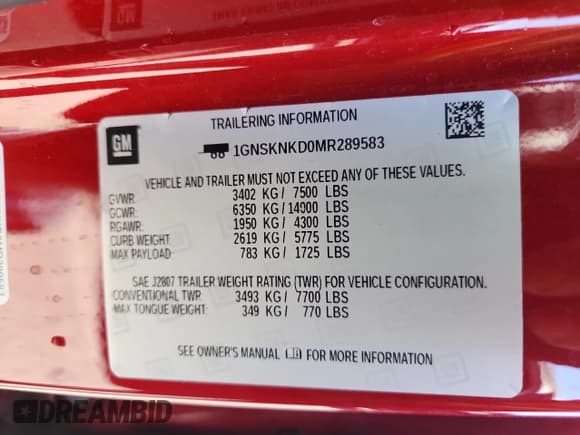 TRAILERING INFORMATION
GM
1GNSKNKD0MR289583
VEHICLE AND TRAILER MUST NOT EXCEED ANY OF THESE VALUES.
GVWR: 3402 KG/ 7500 LBS
GCWR: 6350 KG/14000 LBS
RGAWR: 1950 KG/ 4300 LBS
CURB WEIGHT: 2619 KG/ 5775 LBS
MAX PAYLOAD: 783 KG/ 1725 LBS
SAE J2807 TRAILER WEIGHT RATING (TWR) FOR VEHICLE CONFIGURATION.
CONVENTIONAL TWR: 3493 KG/ 7700 LBS
MAX TONGUE WEIGHT: 349 KG/ 770 LBS
SEE OWNER'S MANUAL FOR MORE INFORMATION
DREAMBID